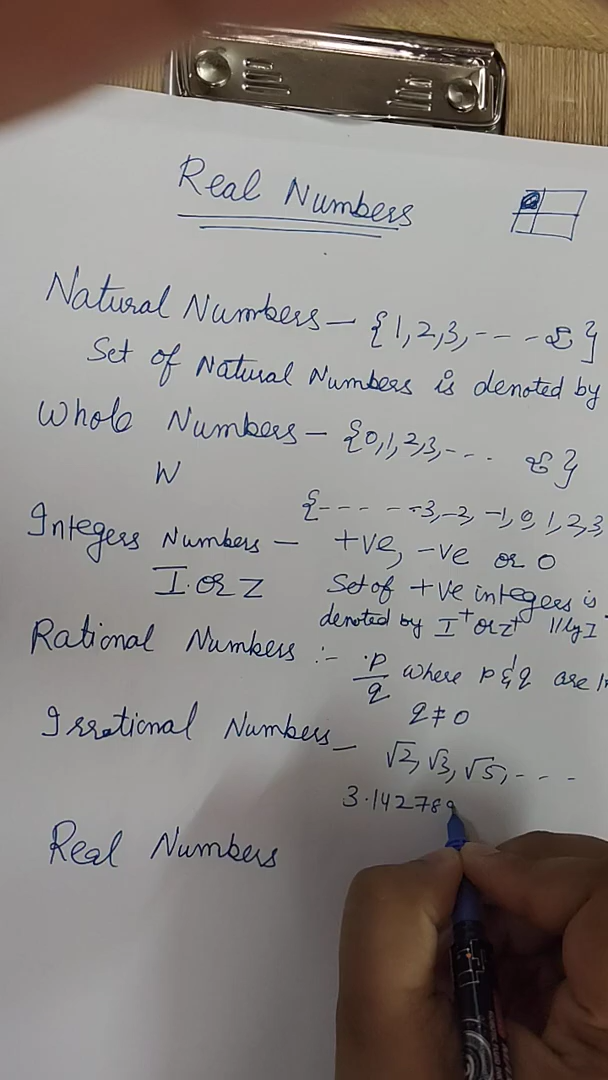 Real Numbers
Natural Numbers – {1, 2, 3, - - - - }
Set of Natural Numbers is denoted by
Whole Numbers – {0, 1, 2, 3, - - - }
W
{- - - - - -3, -2, -1, 0, 1, 2, 3
Integers Numbers – +ve, -ve or 0
I or Z Set of +ve integers is
denoted by I⁺ or Z⁺ ||ly I
Rational Numbers :- p/q where p & q are
q ≠ 0
Irrational Numbers – √2, √3, √5, - - -
3.142789
Real Numbers